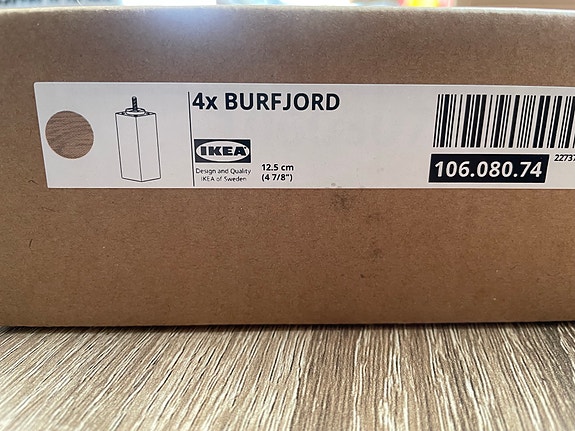 4x BURFJORD
IKEA
Design and Quality
IKEA of Sweden
12.5 cm
(4 7/8")
106.080.74